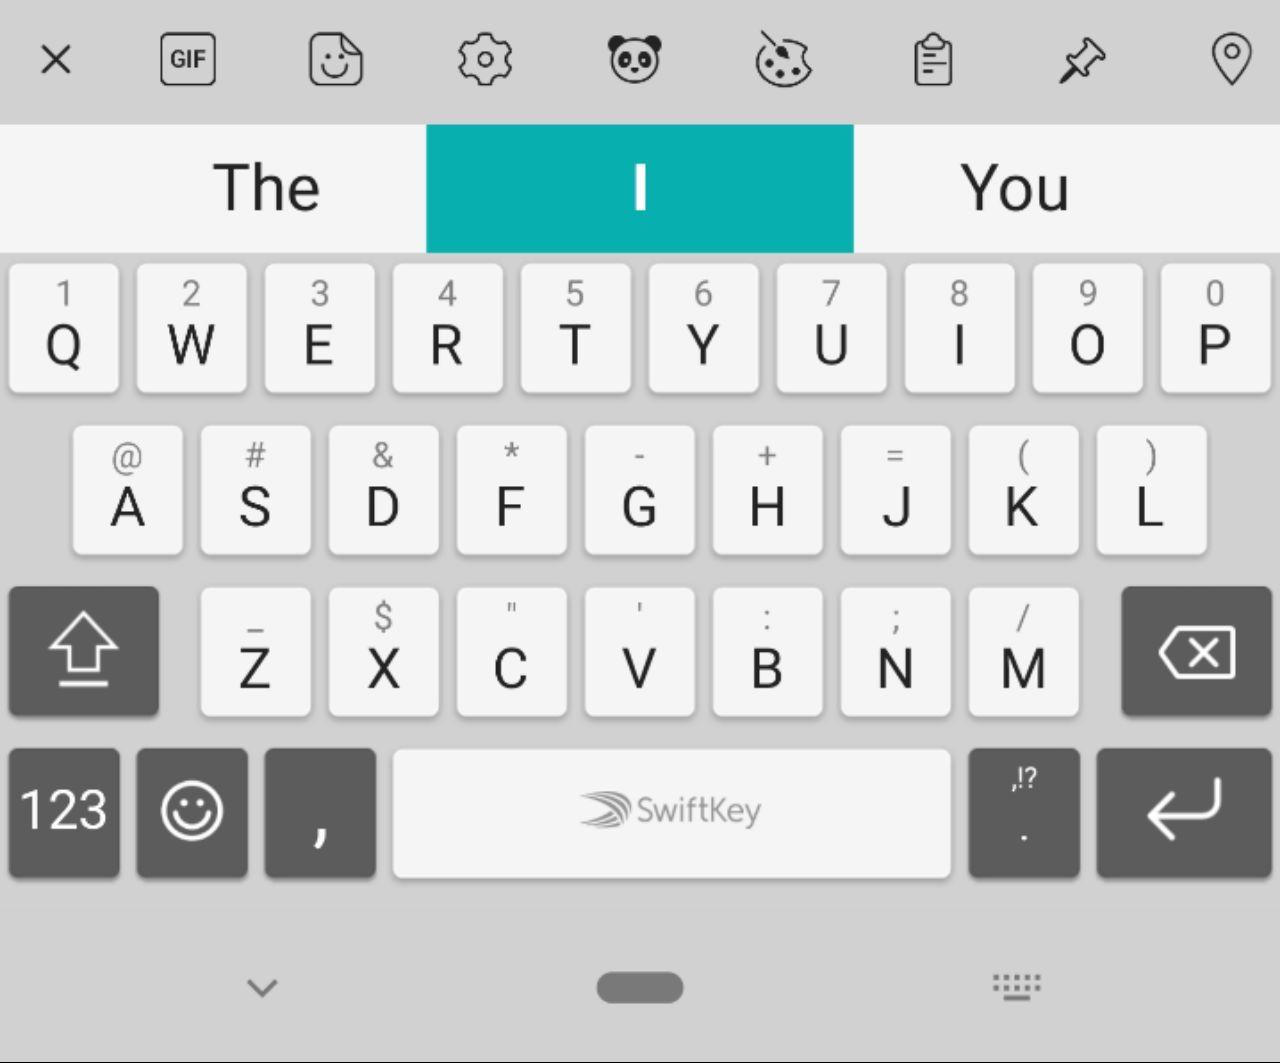 GIF
The I You
1 2 3 4 5 6 7 8 9 0
Q W E R T Y U I O P
@ # & * - + = ( )
A S D F G H J K L
_ $ " ' : ; /
Z X C V B N M
,!?
123 , SwiftKey .